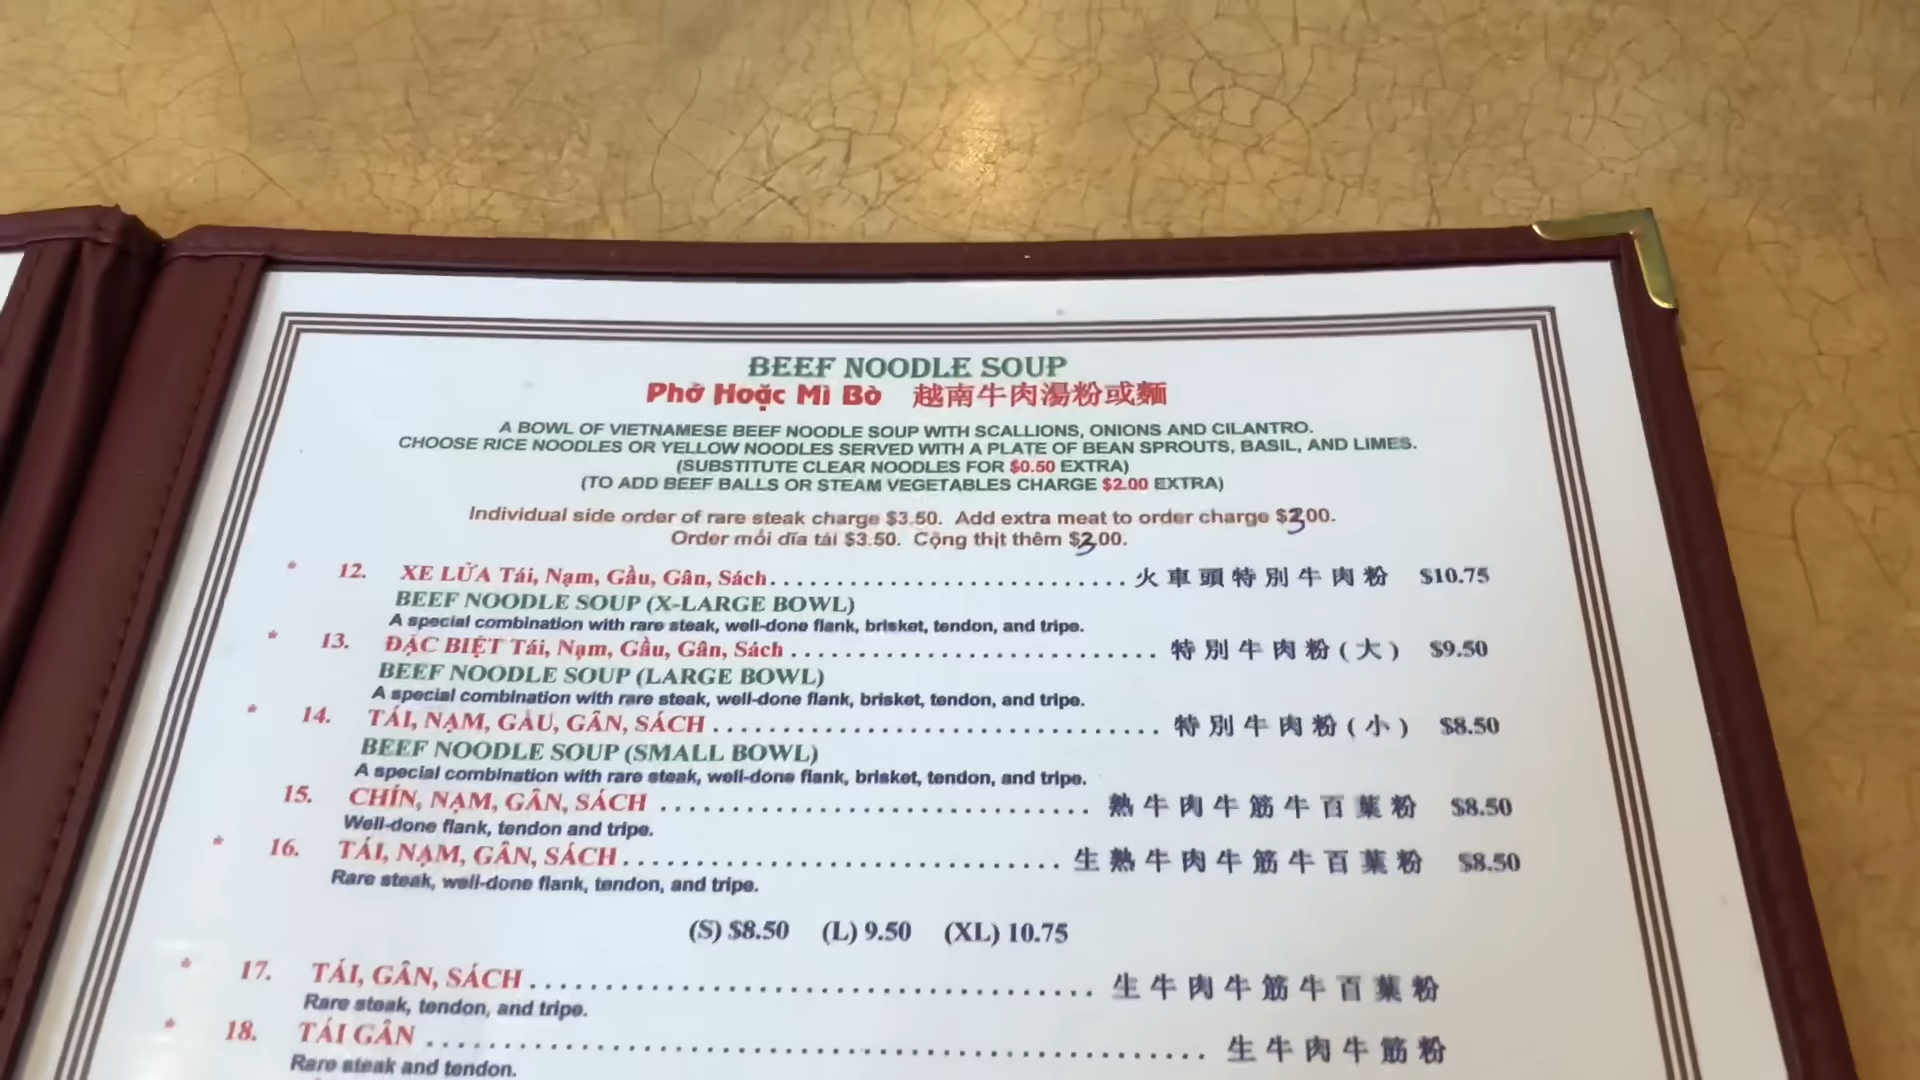 BEEF NOODLE SOUP
Phở Hoặc Mì Bò 越南牛肉湯粉或麵
A BOWL OF VIETNAMESE BEEF NOODLE SOUP WITH SCALLIONS, ONIONS AND CILANTRO.
CHOOSE RICE NOODLES OR YELLOW NOODLES SERVED WITH A PLATE OF BEAN SPROUTS, BASIL, AND LIMES.
(SUBSTITUTE CLEAR NOODLES FOR $0.50 EXTRA)
(TO ADD BEEF BALLS OR STEAM VEGETABLES CHARGE $2.00 EXTRA)
Individual side order of rare steak charge $3.50. Add extra meat to order charge $3.00.
Order mỗi dĩa tái $3.50. Cộng thịt thêm $3.00.
* 12. XE LỬA Tái, Nạm, Gầu, Gân, Sách 火車頭特別牛肉粉 $10.75
BEEF NOODLE SOUP (X-LARGE BOWL)
A special combination with rare steak, well-done flank, brisket, tendon, and tripe.
* 13. ĐẶC BIỆT Tái, Nạm, Gầu, Gân, Sách 特別牛肉粉(大) $9.50
BEEF NOODLE SOUP (LARGE BOWL)
A special combination with rare steak, well-done flank, brisket, tendon, and tripe.
* 14. TÁI, NẠM, GẦU, GÂN, SÁCH 特別牛肉粉(小) $8.50
BEEF NOODLE SOUP (SMALL BOWL)
A special combination with rare steak, well-done flank, brisket, tendon, and tripe.
15. CHÍN, NẠM, GÂN, SÁCH 熟牛肉牛筋牛百葉粉 $8.50
Well-done flank, tendon and tripe.
* 16. TÁI, NẠM, GÂN, SÁCH 生熟牛肉牛筋牛百葉粉 $8.50
Rare steak, well-done flank, tendon, and tripe.
(S) $8.50 (L) 9.50 (XL) 10.75
* 17. TÁI, GÂN, SÁCH 生牛肉牛筋牛百葉粉
Rare steak, tendon, and tripe.
* 18. TÁI GÂN 生牛肉牛筋粉
Rare steak and tendon.